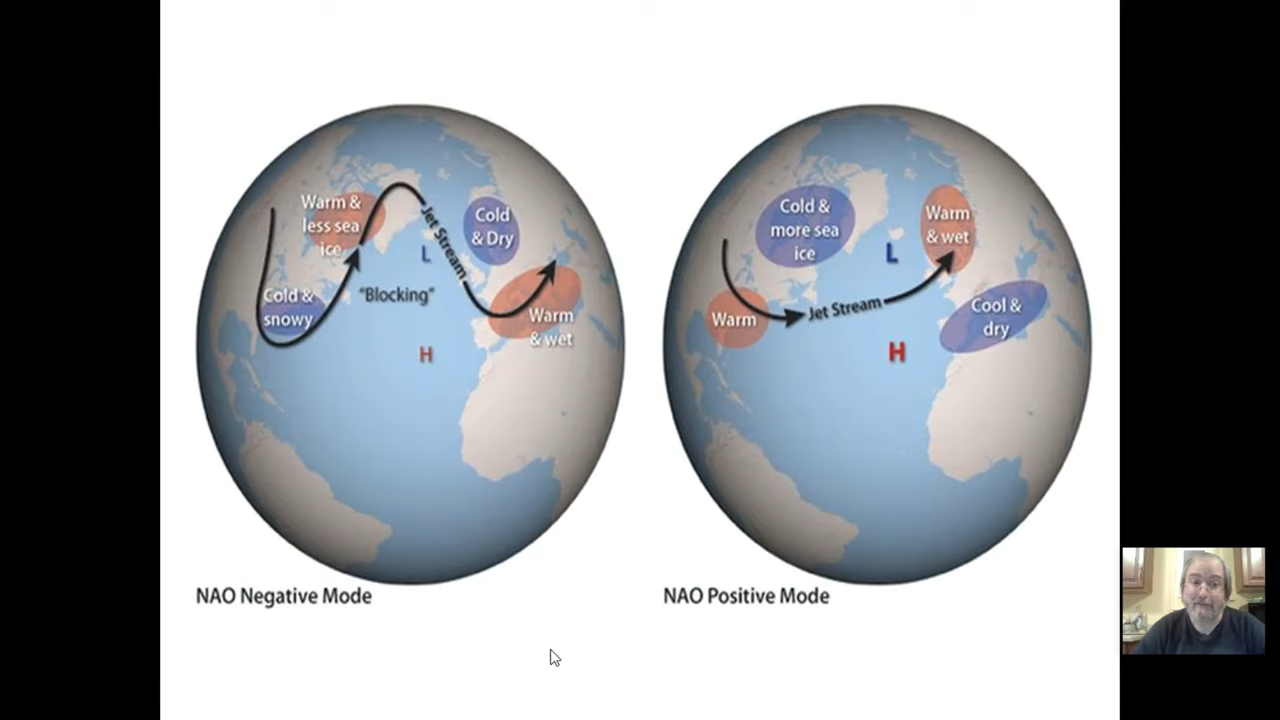 Warm &
less sea
ice
Cold &
snowy
Jet Stream
L
"Blocking"
H
Cold
& Dry
Warm
& wet
NAO Negative Mode
Cold &
more sea
ice
Warm
Jet Stream
L
H
Warm
& wet
Cool &
dry
NAO Positive Mode